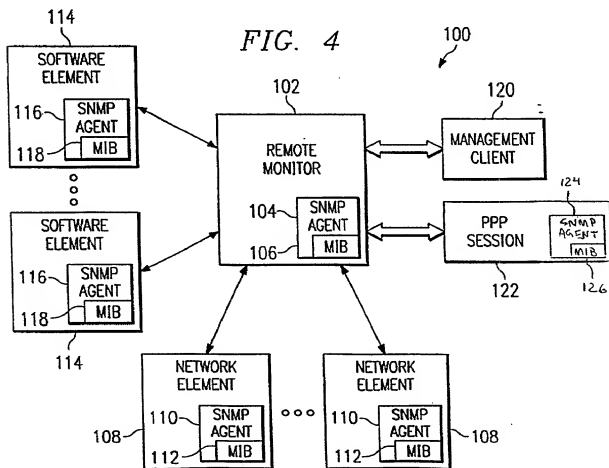 FIG. 4
100
114
SOFTWARE
ELEMENT
116
SNMP
AGENT
118
MIB
SOFTWARE
ELEMENT
116
SNMP
AGENT
118
MIB
114
102
REMOTE
MONITOR
104
SNMP
AGENT
106
MIB
120
MANAGEMENT
CLIENT
PPP
SESSION
122
124
SNMP
AGENT
MIB
126
NETWORK
ELEMENT
110
SNMP
AGENT
108
112
MIB
NETWORK
ELEMENT
110
SNMP
AGENT
112
MIB
108